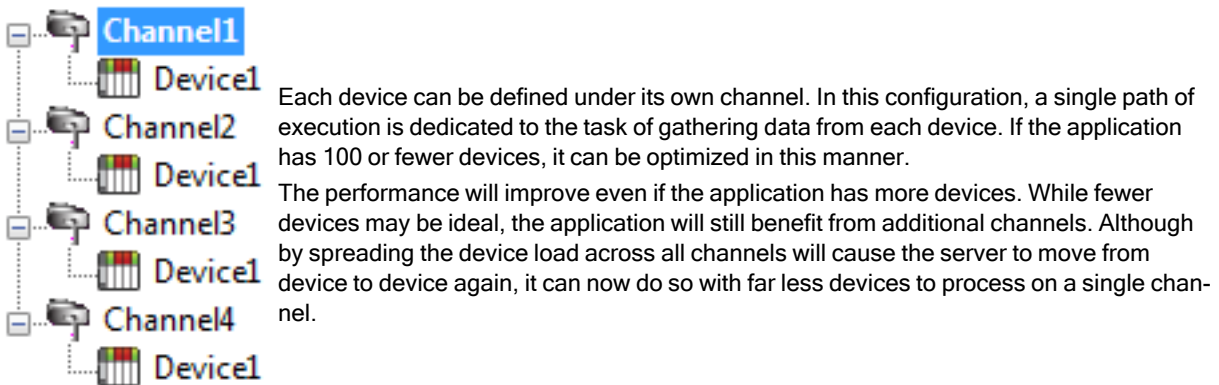 Channel1
Device1
Channel2
Device1
Channel3
Device1
Channel4
Device1
Each device can be defined under its own channel. In this configuration, a single path of
execution is dedicated to the task of gathering data from each device. If the application
has 100 or fewer devices, it can be optimized in this manner.
The performance will improve even if the application has more devices. While fewer
devices may be ideal, the application will still benefit from additional channels. Although
by spreading the device load across all channels will cause the server to move from
device to device again, it can now do so with far less devices to process on a single chan-
nel.